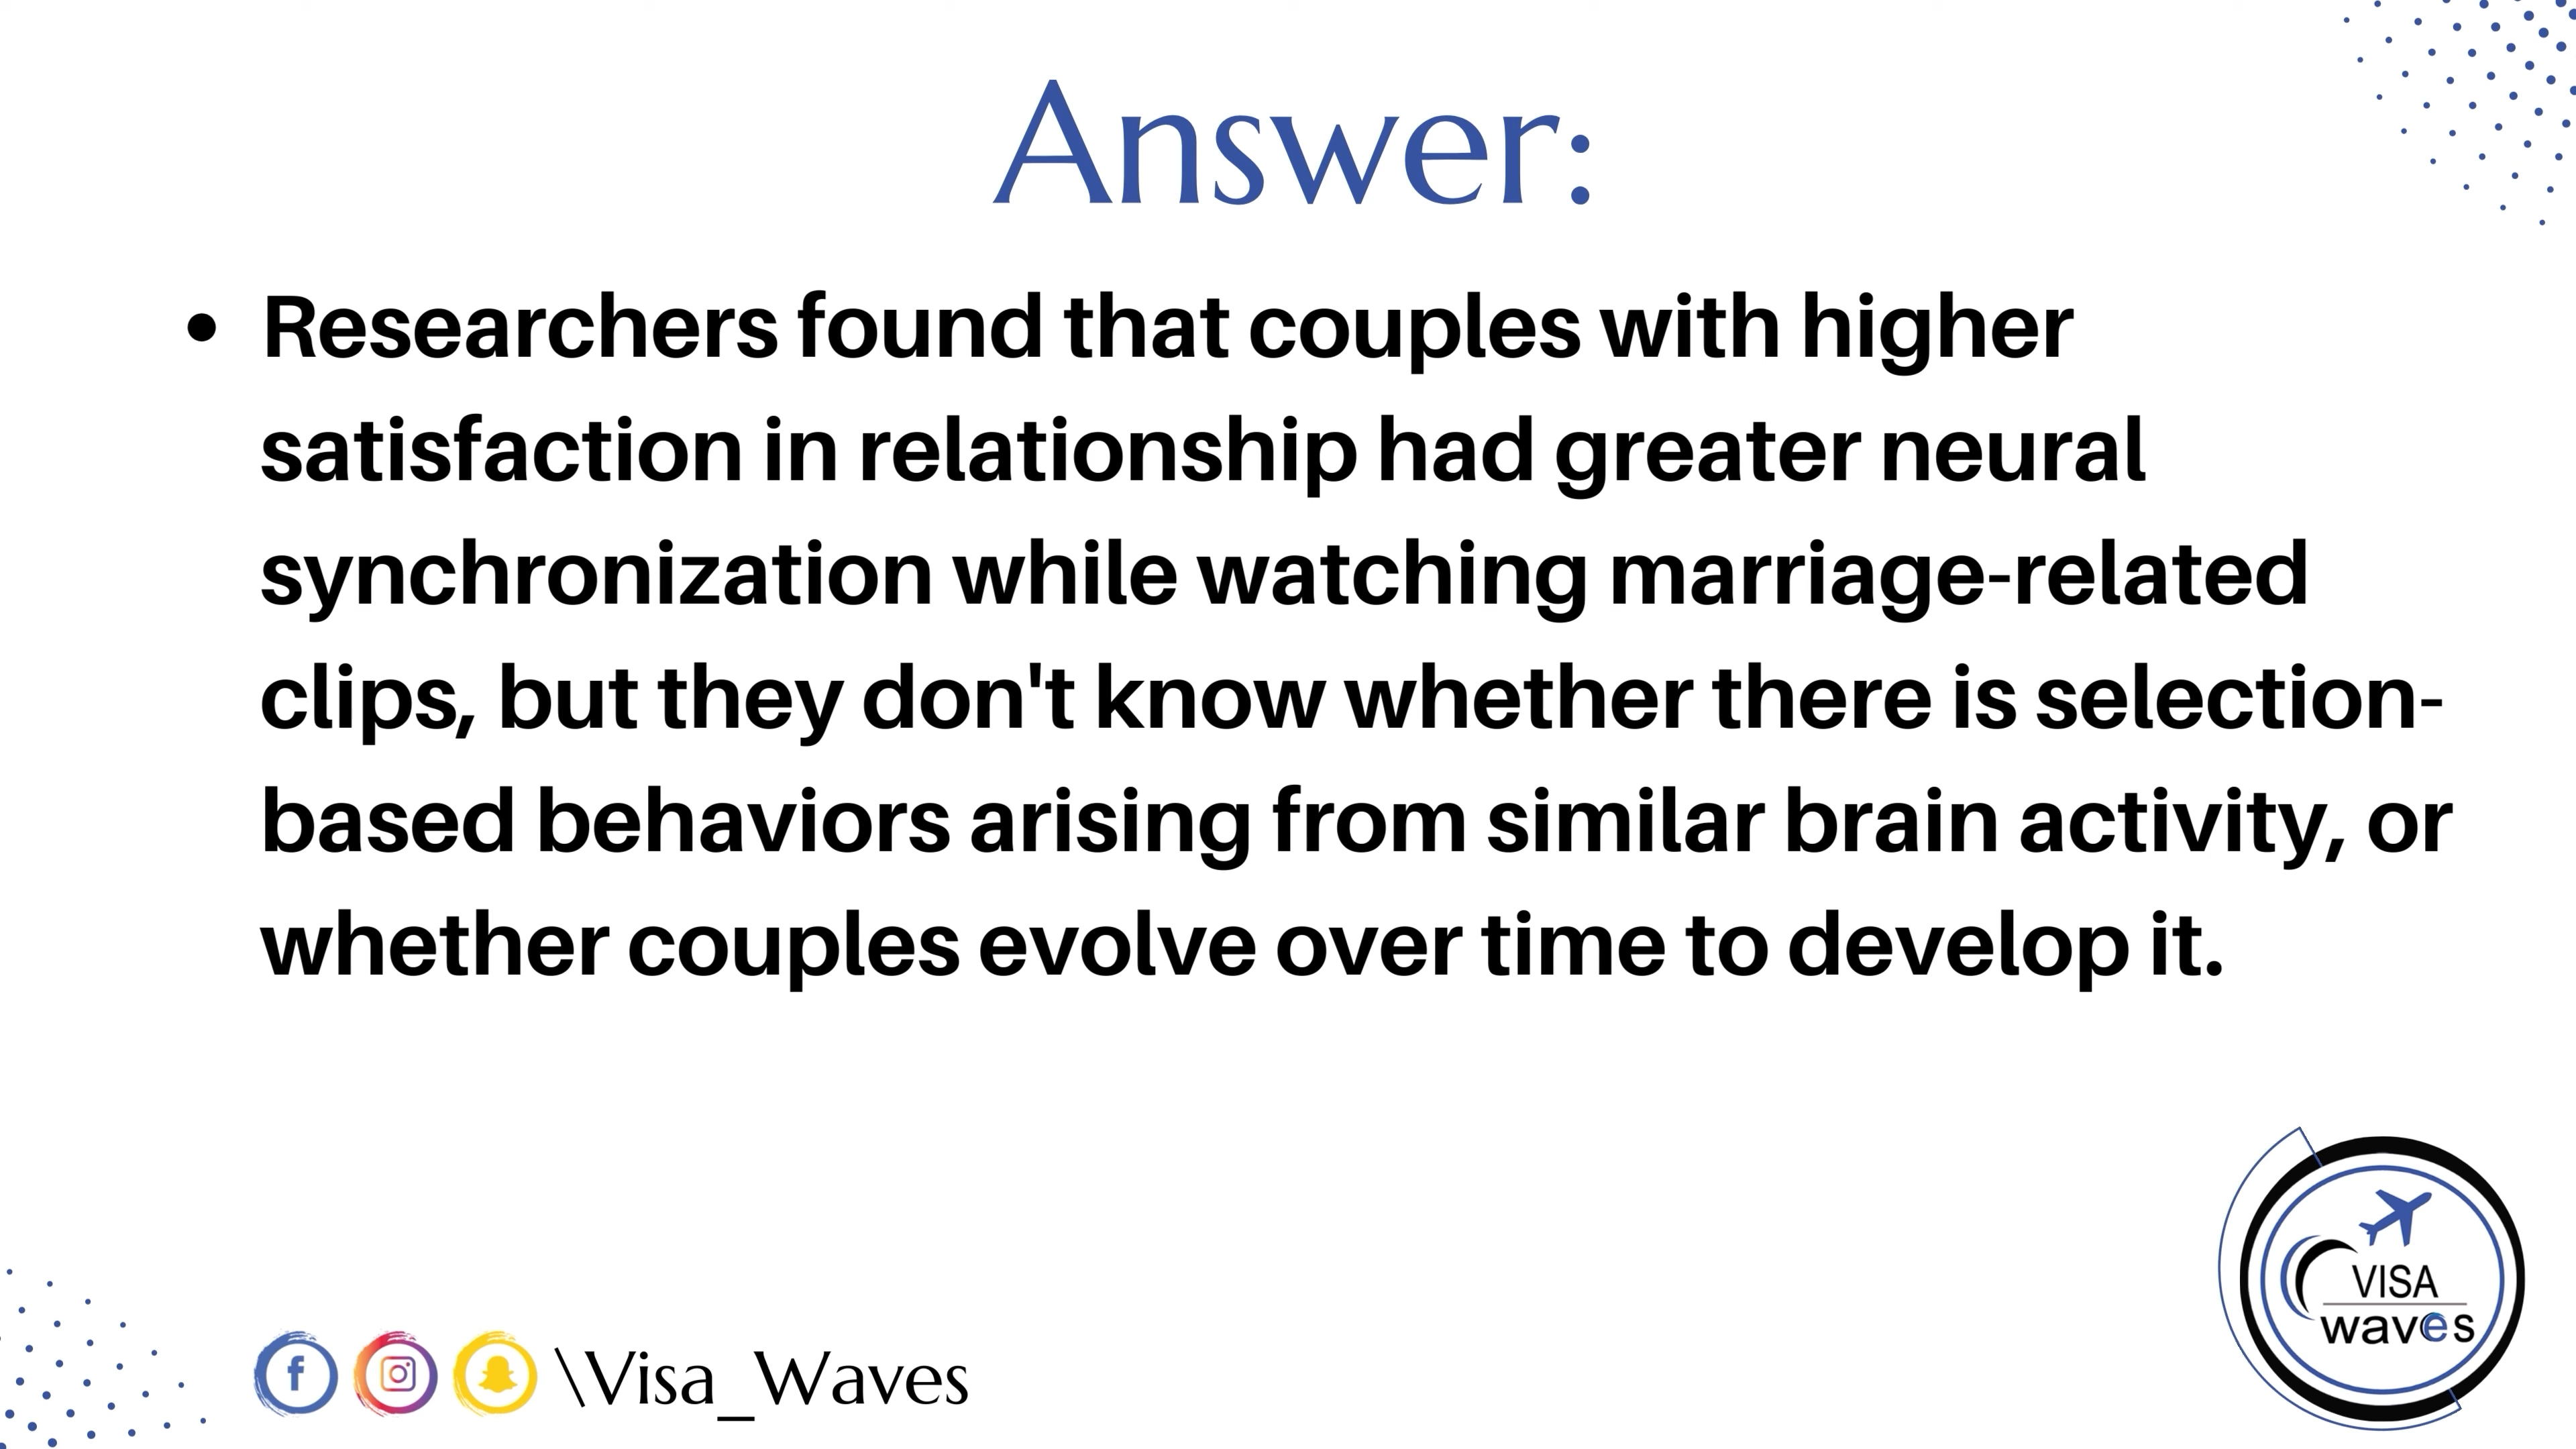 Answer:
• Researchers found that couples with higher
satisfaction in relationship had greater neural
synchronization while watching marriage-related
clips, but they don't know whether there is selection-
based behaviors arising from similar brain activity, or
whether couples evolve over time to develop it.
VISA
waves
\Visa_Waves